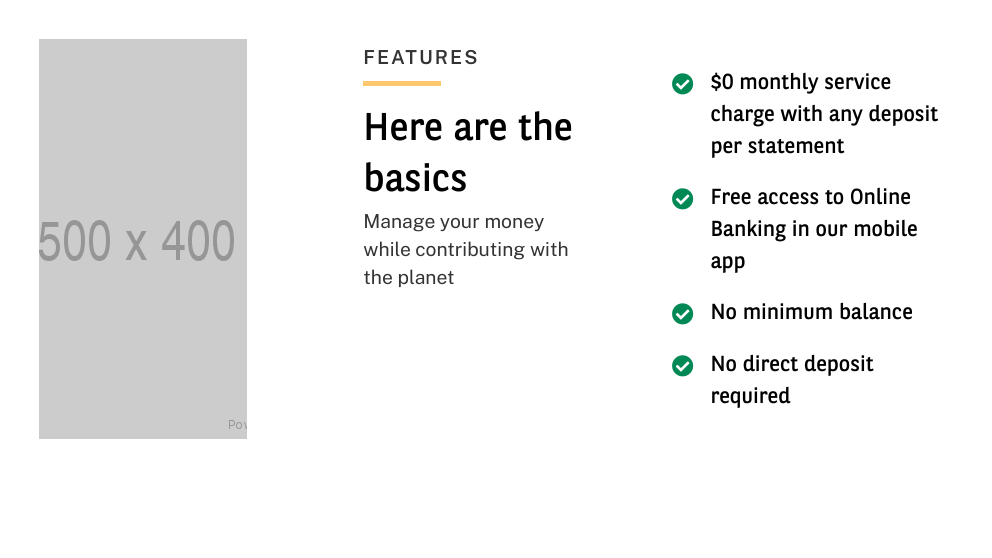 500 x 400
FEATURES
Here are the
basics
Manage your money
while contributing with
the planet
$0 monthly service
charge with any deposit
per statement
Free access to Online
Banking in our mobile
app
No minimum balance
No direct deposit
required